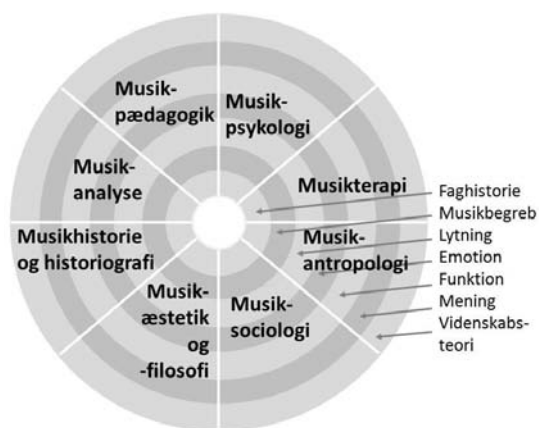 Musik-
pædagogik
Musik-
psykologi
Musik-
analyse
Musikterapi
Musikhistorie
og historiografi
Musik-
antropologi
Musik-
æstetik
og
-filosofi
Musik-
sociologi
Faghistorie
Musikbegreb
Lytning
Emotion
Funktion
Mening
Videnskabs-
teori